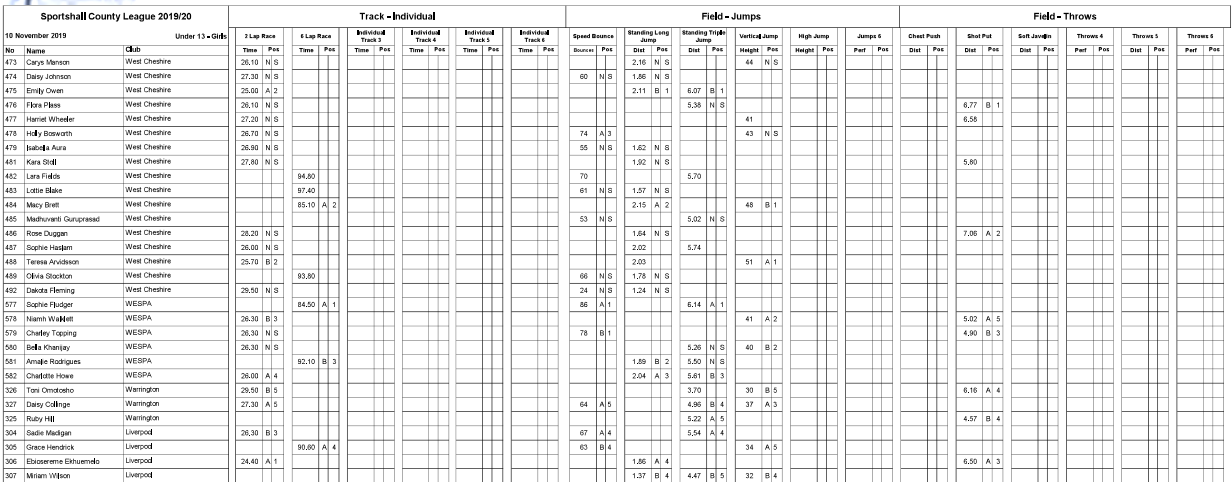 Sportshall County League 2019/20 Track - Individual Field - Jumps Field - Throws
10 November 2019 Under 13 - Girls 2 Lap Race 6 Lap Race Individual Track 3 Individual Track 4 Individual Track 5 Individual Track 6 Speed Bounce Standing Long Jump Standing Triple Jump Vertical Jump High Jump Jumps 6 Chest Push Shot Put Soft Javelin Throws 4 Throws 5 Throws 6
No Name Club Time Pos Time Pos Time Pos Time Pos Time Pos Time Pos Bounces Pos Dist Pos Dist Pos Height Pos Height Pos Perf Pos Dist Pos Dist Pos Dist Pos Perf Pos Dist Pos Perf Pos
473 Carys Manson West Cheshire 26.10 N S 2.16 N S 44 N S
474 Daisy Johnson West Cheshire 27.30 N S 60 N S 1.86 N S
475 Emily Owen West Cheshire 25.00 A 2 2.11 B 1 6.07 B 1
476 Flora Plass West Cheshire 26.10 N S 5.38 N S 6.77 B 1
477 Harriet Wheeler West Cheshire 27.20 N S 41 6.58
478 Holly Bosworth West Cheshire 26.70 N S 74 A 3 43 N S
479 Isabella Aura West Cheshire 26.90 N S 55 N S 1.62 N S
481 Kara Stoll West Cheshire 27.80 N S 1.92 N S 5.80
482 Lara Fields West Cheshire 94.80 70 5.70
483 Lottie Blake West Cheshire 97.40 61 N S 1.57 N S
484 Macy Brett West Cheshire 85.10 A 2 2.15 A 2 48 B 1
485 Madhuvanti Guruprasad West Cheshire 53 N S 5.02 N S
486 Rose Duggan West Cheshire 28.20 N S 1.64 N S 7.06 A 2
487 Sophie Haslam West Cheshire 26.00 N S 2.02 5.74
488 Teresa Arvidsson West Cheshire 25.70 B 2 2.03 51 A 1
489 Olivia Stockton West Cheshire 93.80 66 N S 1.78 N S
492 Dakota Fleming West Cheshire 29.50 N S 24 N S 1.24 N S
577 Sophie Fludger WESPA 84.50 A 1 86 A 1 6.14 A 1
578 Niamh Walklett WESPA 26.30 B 3 41 A 2 5.02 A 5
579 Charley Topping WESPA 26.30 N S 78 B 1 4.90 B 3
580 Bella Khanijay WESPA 26.30 N S 5.26 N S 40 B 2
581 Amalie Rodrigues WESPA 92.10 B 3 1.89 B 2 5.50 N S
582 Charlotte Howe WESPA 26.00 A 4 2.04 A 3 5.61 B 3
326 Toni Omotosho Warrington 29.50 B 5 3.70 30 B 5 6.16 A 4
327 Daisy Collinge Warrington 27.30 A 5 64 A 5 4.96 B 4 37 A 3
325 Ruby Hill Warrington 5.22 A 5 4.57 B 4
304 Sadie Madigan Liverpool 26.30 B 3 67 A 4 5.54 A 4
305 Grace Hendrick Liverpool 90.60 A 4 63 B 4 34 A 5
306 Ebiosereme Ekhuemelo Liverpool 24.40 A 1 1.86 A 4 6.50 A 3
307 Miriam Wilson Liverpool 1.37 B 4 4.47 B 5 32 B 4